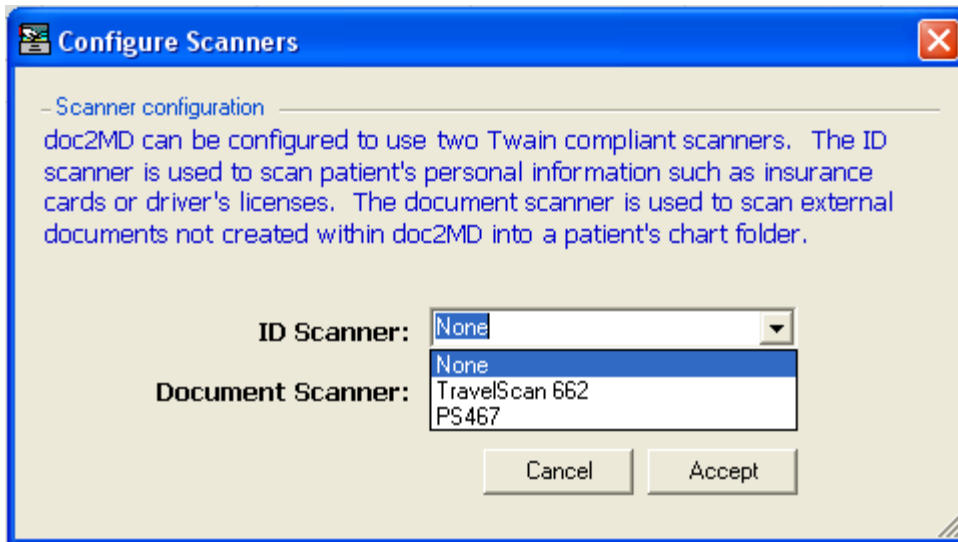 Configure Scanners
Scanner configuration
doc2MD can be configured to use two Twain compliant scanners.  The ID
scanner is used to scan patient's personal information such as insurance
cards or driver's licenses.  The document scanner is used to scan external
documents not created within doc2MD into a patient's chart folder.
ID Scanner: None
None
Document Scanner: TravelScan 662
PS467
Cancel Accept